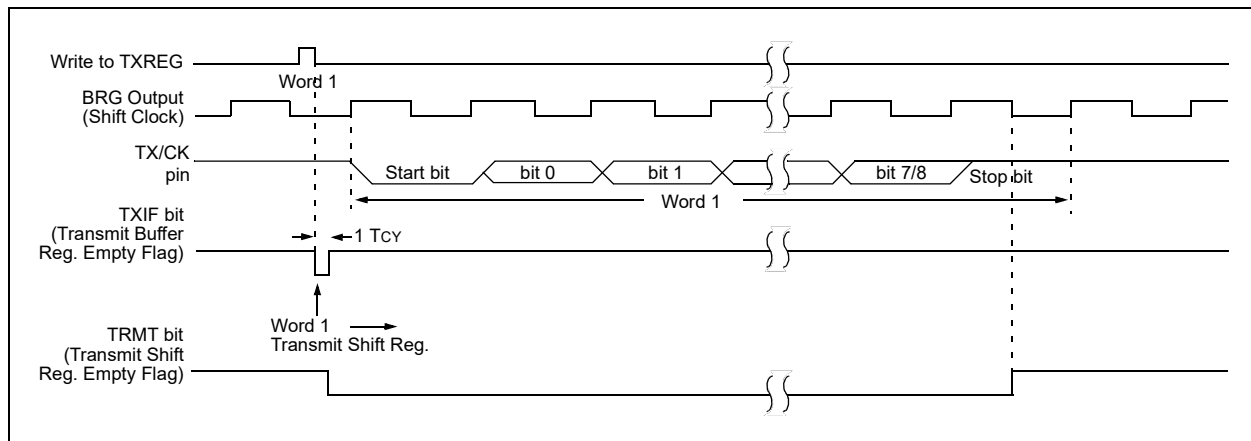 Write to TXREG
Word 1
BRG Output
(Shift Clock)
TX/CK
pin
Start bit
bit 0
bit 1
bit 7/8
Stop bit
Word 1
TXIF bit
(Transmit Buffer
Reg. Empty Flag)
1 TCY
Word 1
Transmit Shift Reg.
TRMT bit
(Transmit Shift
Reg. Empty Flag)